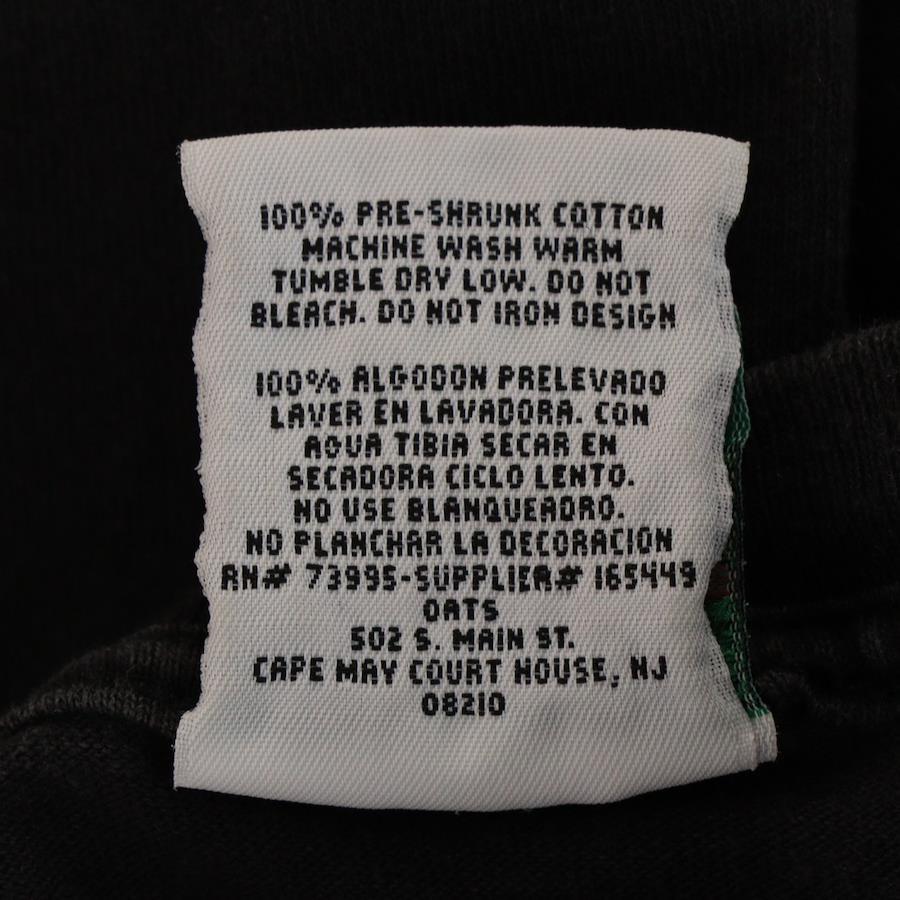 100% PRE-SHRUNK COTTON
MACHINE WASH WARM
TUMBLE DRY LOW. DO NOT
BLEACH. DO NOT IRON DESIGN
100% ALGODON PRELEVADO
LAVER EN LAVADORA. CON
AGUA TIBIA SECAR EN
SECADORA CICLO LENTO.
NO USE BLANQUEADRO.
NO PLANCHAR LA DECORACION
RN# 73995-SUPPLIER# 165449
OATS
502 S. MAIN ST.
CAPE MAY COURT HOUSE, NJ
08210